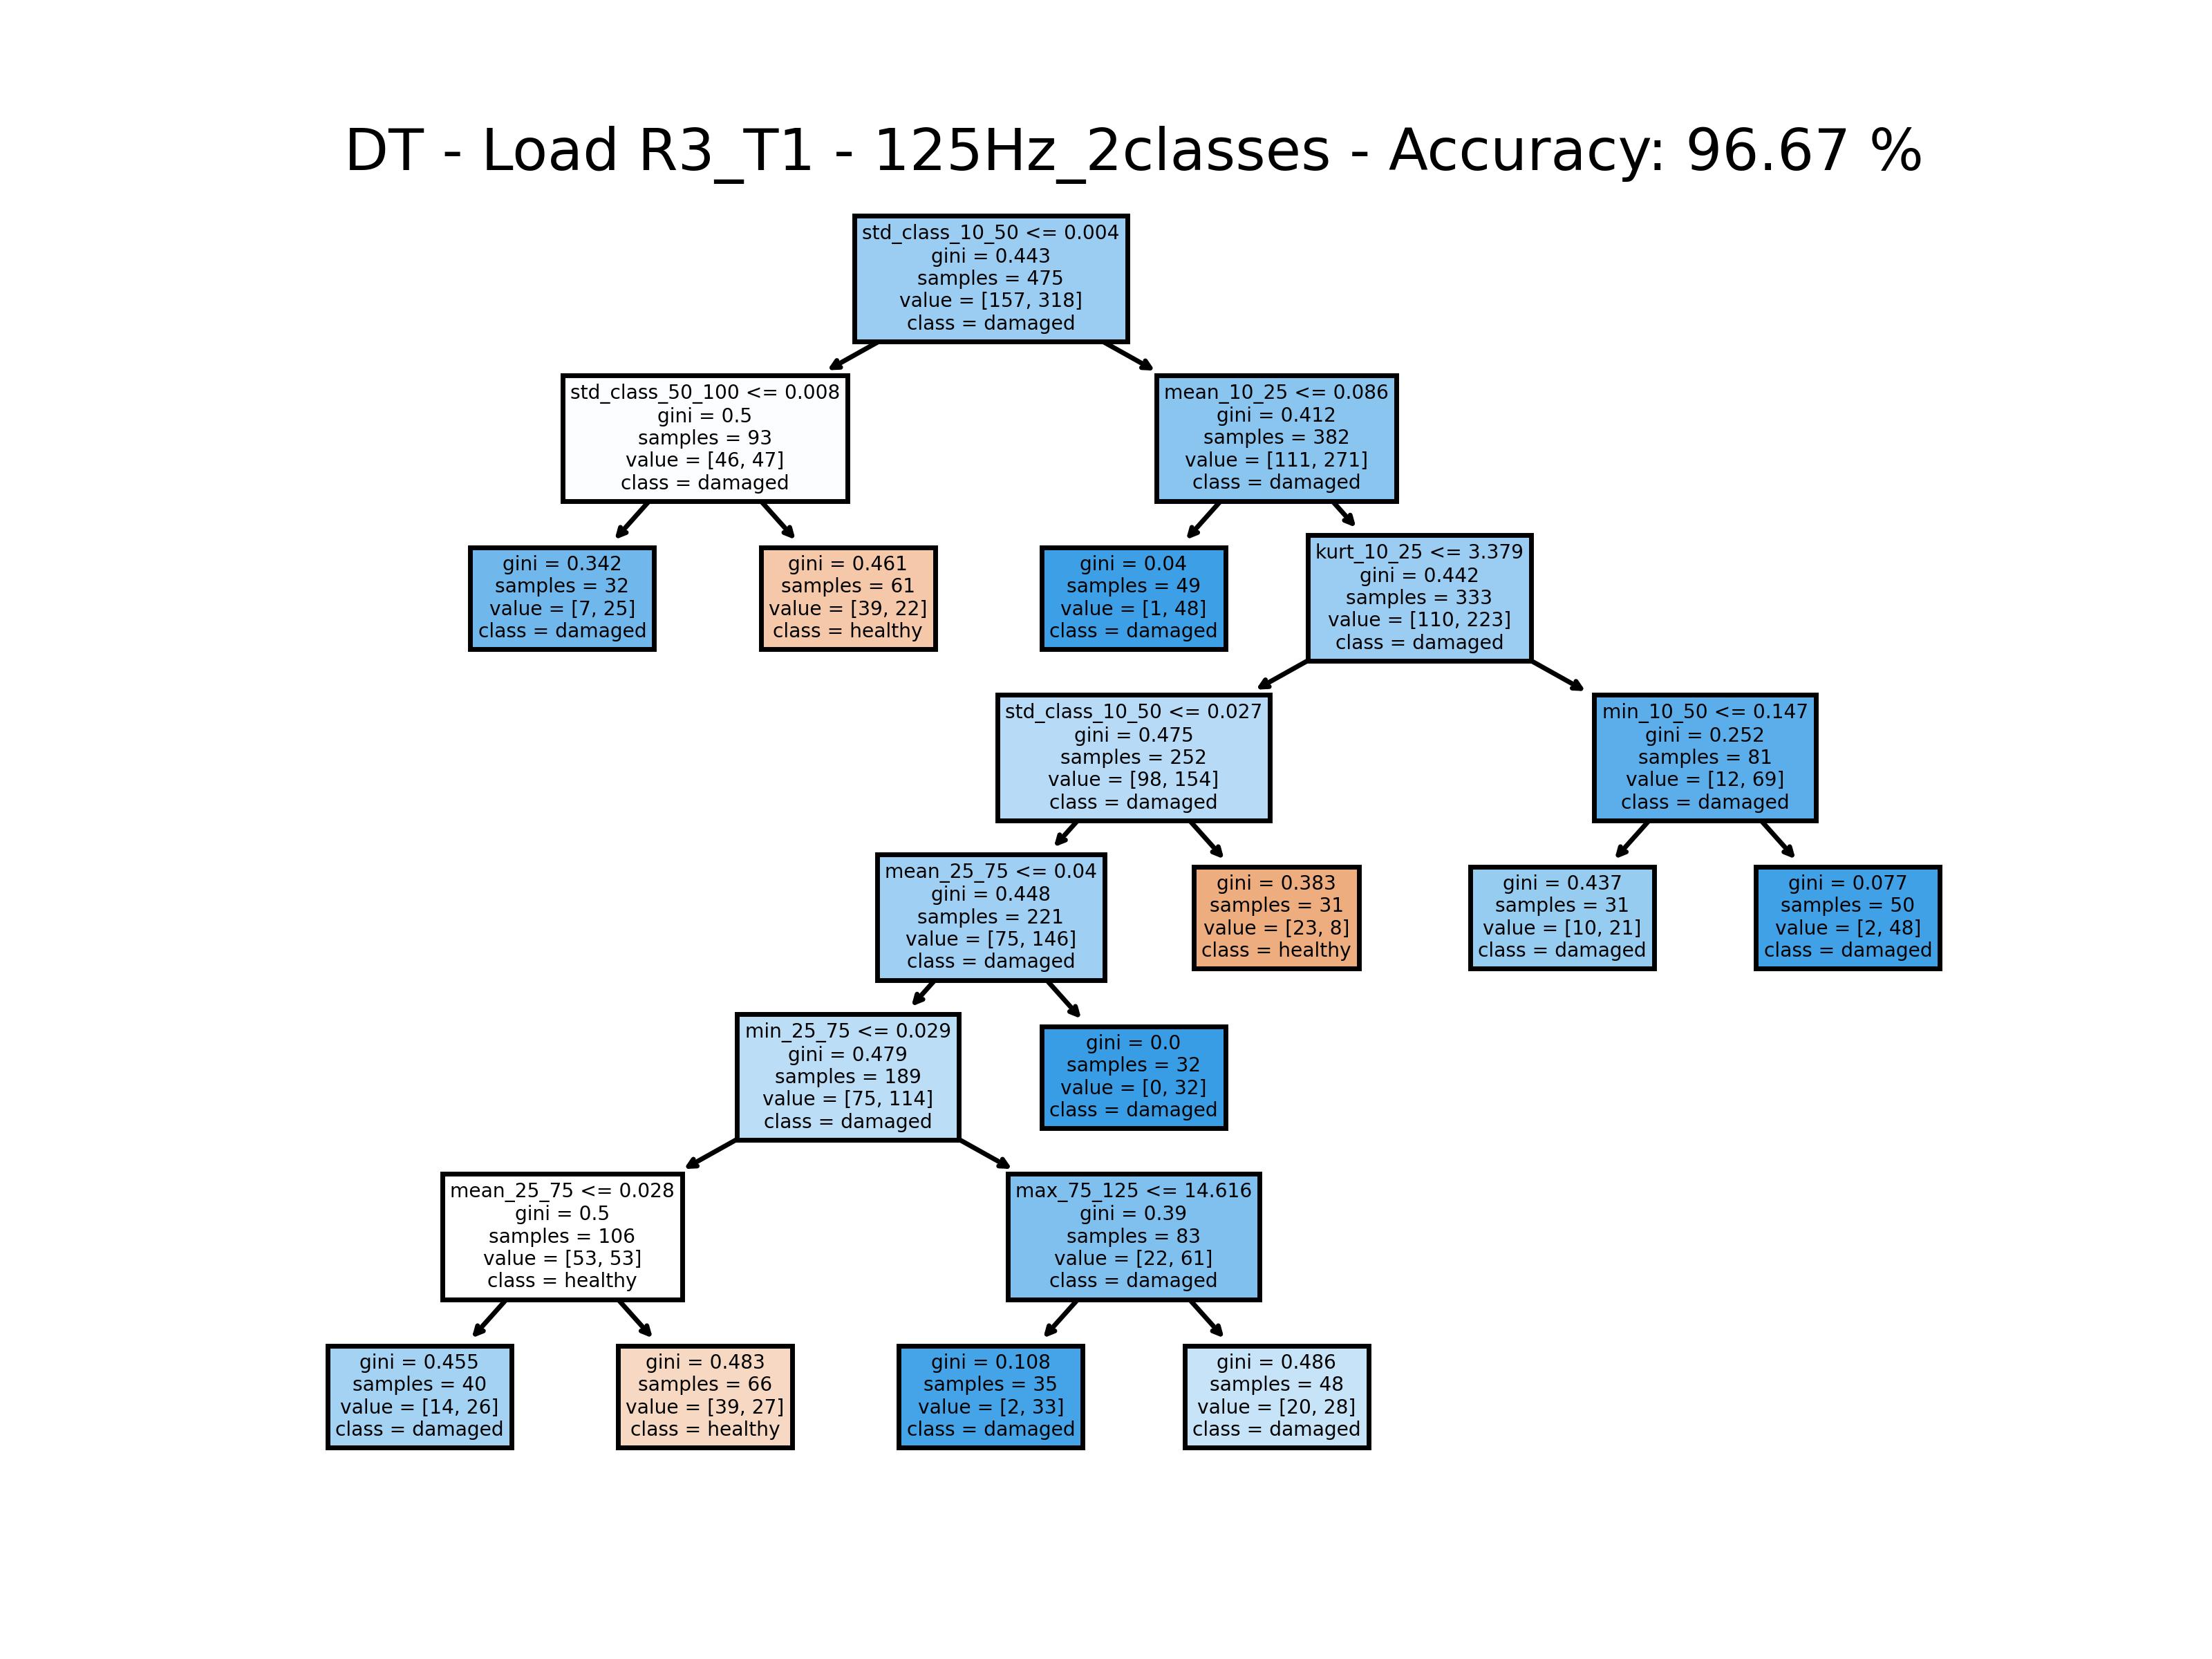 DT - Load R3_T1 - 125Hz_2classes - Accuracy: 96.67 %
std_class_10_50 <= 0.004
gini = 0.443
samples = 475
value = [157, 318]
class = damaged
std_class_50_100 <= 0.008
gini = 0.5
samples = 93
value = [46, 47]
class = damaged
mean_10_25 <= 0.086
gini = 0.412
samples = 382
value = [111, 271]
class = damaged
gini = 0.342
samples = 32
value = [7, 25]
class = damaged
gini = 0.461
samples = 61
value = [39, 22]
class = healthy
gini = 0.04
samples = 49
value = [1, 48]
class = damaged
kurt_10_25 <= 3.379
gini = 0.442
samples = 333
value = [110, 223]
class = damaged
std_class_10_50 <= 0.027
gini = 0.475
samples = 252
value = [98, 154]
class = damaged
min_10_50 <= 0.147
gini = 0.252
samples = 81
value = [12, 69]
class = damaged
mean_25_75 <= 0.04
gini = 0.448
samples = 221
value = [75, 146]
class = damaged
gini = 0.383
samples = 31
value = [23, 8]
class = healthy
gini = 0.437
samples = 31
value = [10, 21]
class = damaged
gini = 0.077
samples = 50
value = [2, 48]
class = damaged
min_25_75 <= 0.029
gini = 0.479
samples = 189
value = [75, 114]
class = damaged
gini = 0.0
samples = 32
value = [0, 32]
class = damaged
mean_25_75 <= 0.028
gini = 0.5
samples = 106
value = [53, 53]
class = healthy
max_75_125 <= 14.616
gini = 0.39
samples = 83
value = [22, 61]
class = damaged
gini = 0.455
samples = 40
value = [14, 26]
class = damaged
gini = 0.483
samples = 66
value = [39, 27]
class = healthy
gini = 0.108
samples = 35
value = [2, 33]
class = damaged
gini = 0.486
samples = 48
value = [20, 28]
class = damaged